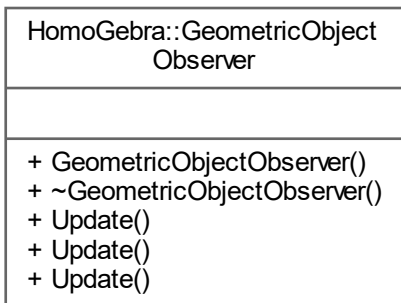 HomoGebra::GeometricObject
Observer
+ GeometricObjectObserver()
+ ~GeometricObjectObserver()
+ Update()
+ Update()
+ Update()